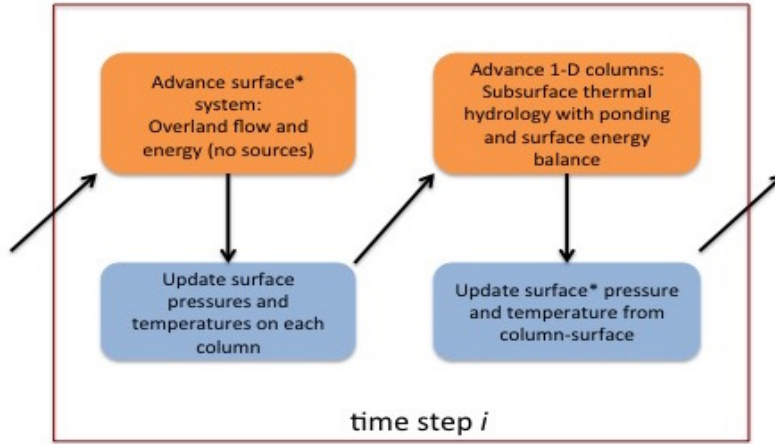 Advance surface*
system:
Overland flow and
energy (no sources)
Update surface
pressures and
temperatures on each
column
Advance 1-D columns:
Subsurface thermal
hydrology with ponding
and surface energy
balance
Update surface* pressure
and temperature from
column-surface
time step i